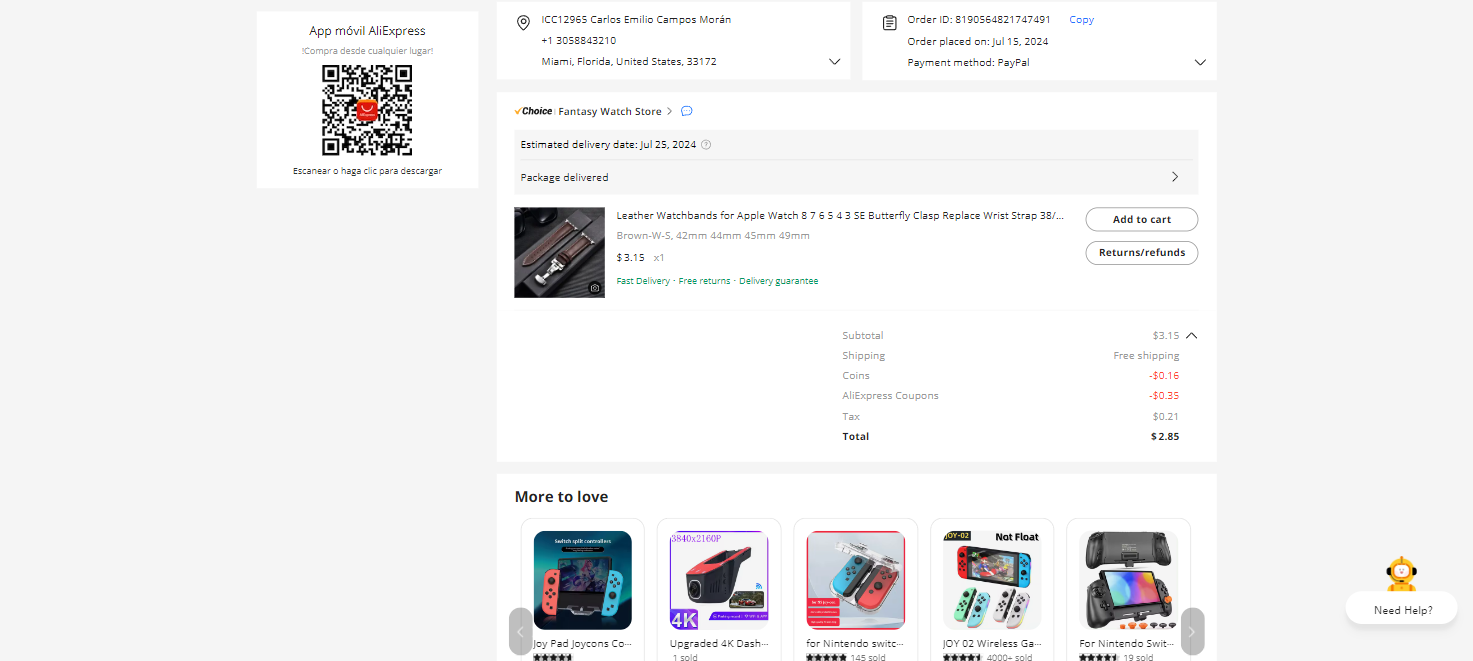 App móvil AliExpress
!Compra desde cualquier lugar!
Escanear o haga clic para descargar
ICC12965 Carlos Emilio Campos Morán
+1 3058843210
Miami, Florida, United States, 33172
Order ID: 8190564821747491 Copy
Order placed on: Jul 15, 2024
Payment method: PayPal
Choice Fantasy Watch Store
Estimated delivery date: Jul 25, 2024
Package delivered
Leather Watchbands for Apple Watch 8 7 6 5 4 3 SE Butterfly Clasp Replace Wrist Strap 38/...
Brown-W-S, 42mm 44mm 45mm 49mm
$3.15 x1
Fast Delivery · Free returns · Delivery guarantee
Add to cart
Returns/refunds
Subtotal $3.15
Shipping Free shipping
Coins -$0.16
AliExpress Coupons -$0.35
Tax $0.21
Total $2.85
More to love
Switch split controllers
3840x2160P
4K
JOY-02
Not Float
Joy Pad Joycons Co...
Upgraded 4K Dash...
1 sold
for Nintendo switc...
145 sold
JOY 02 Wireless Ga...
4000+ sold
For Nintendo Swit...
19 sold
Need Help?